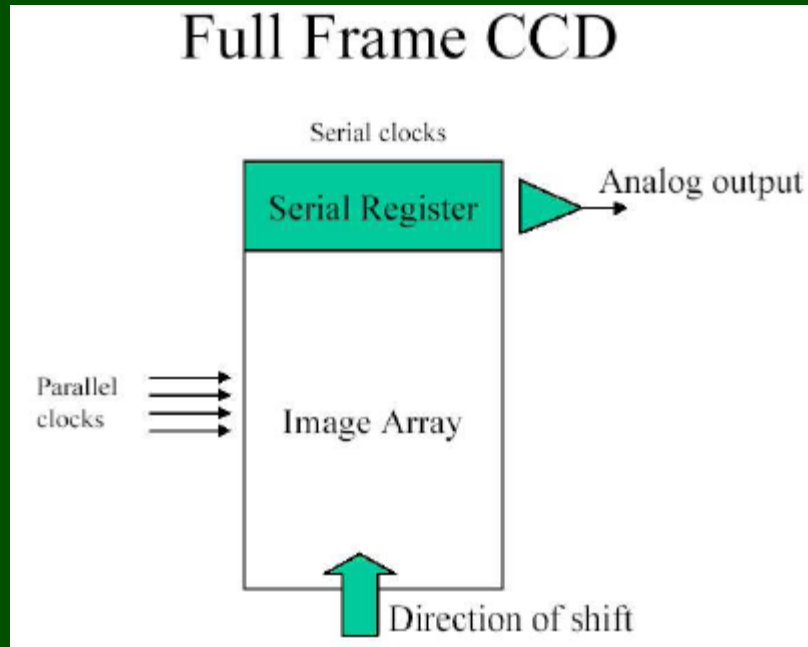 Full Frame CCD
Serial clocks
Serial Register
Analog output
Parallel
clocks
Image Array
Direction of shift